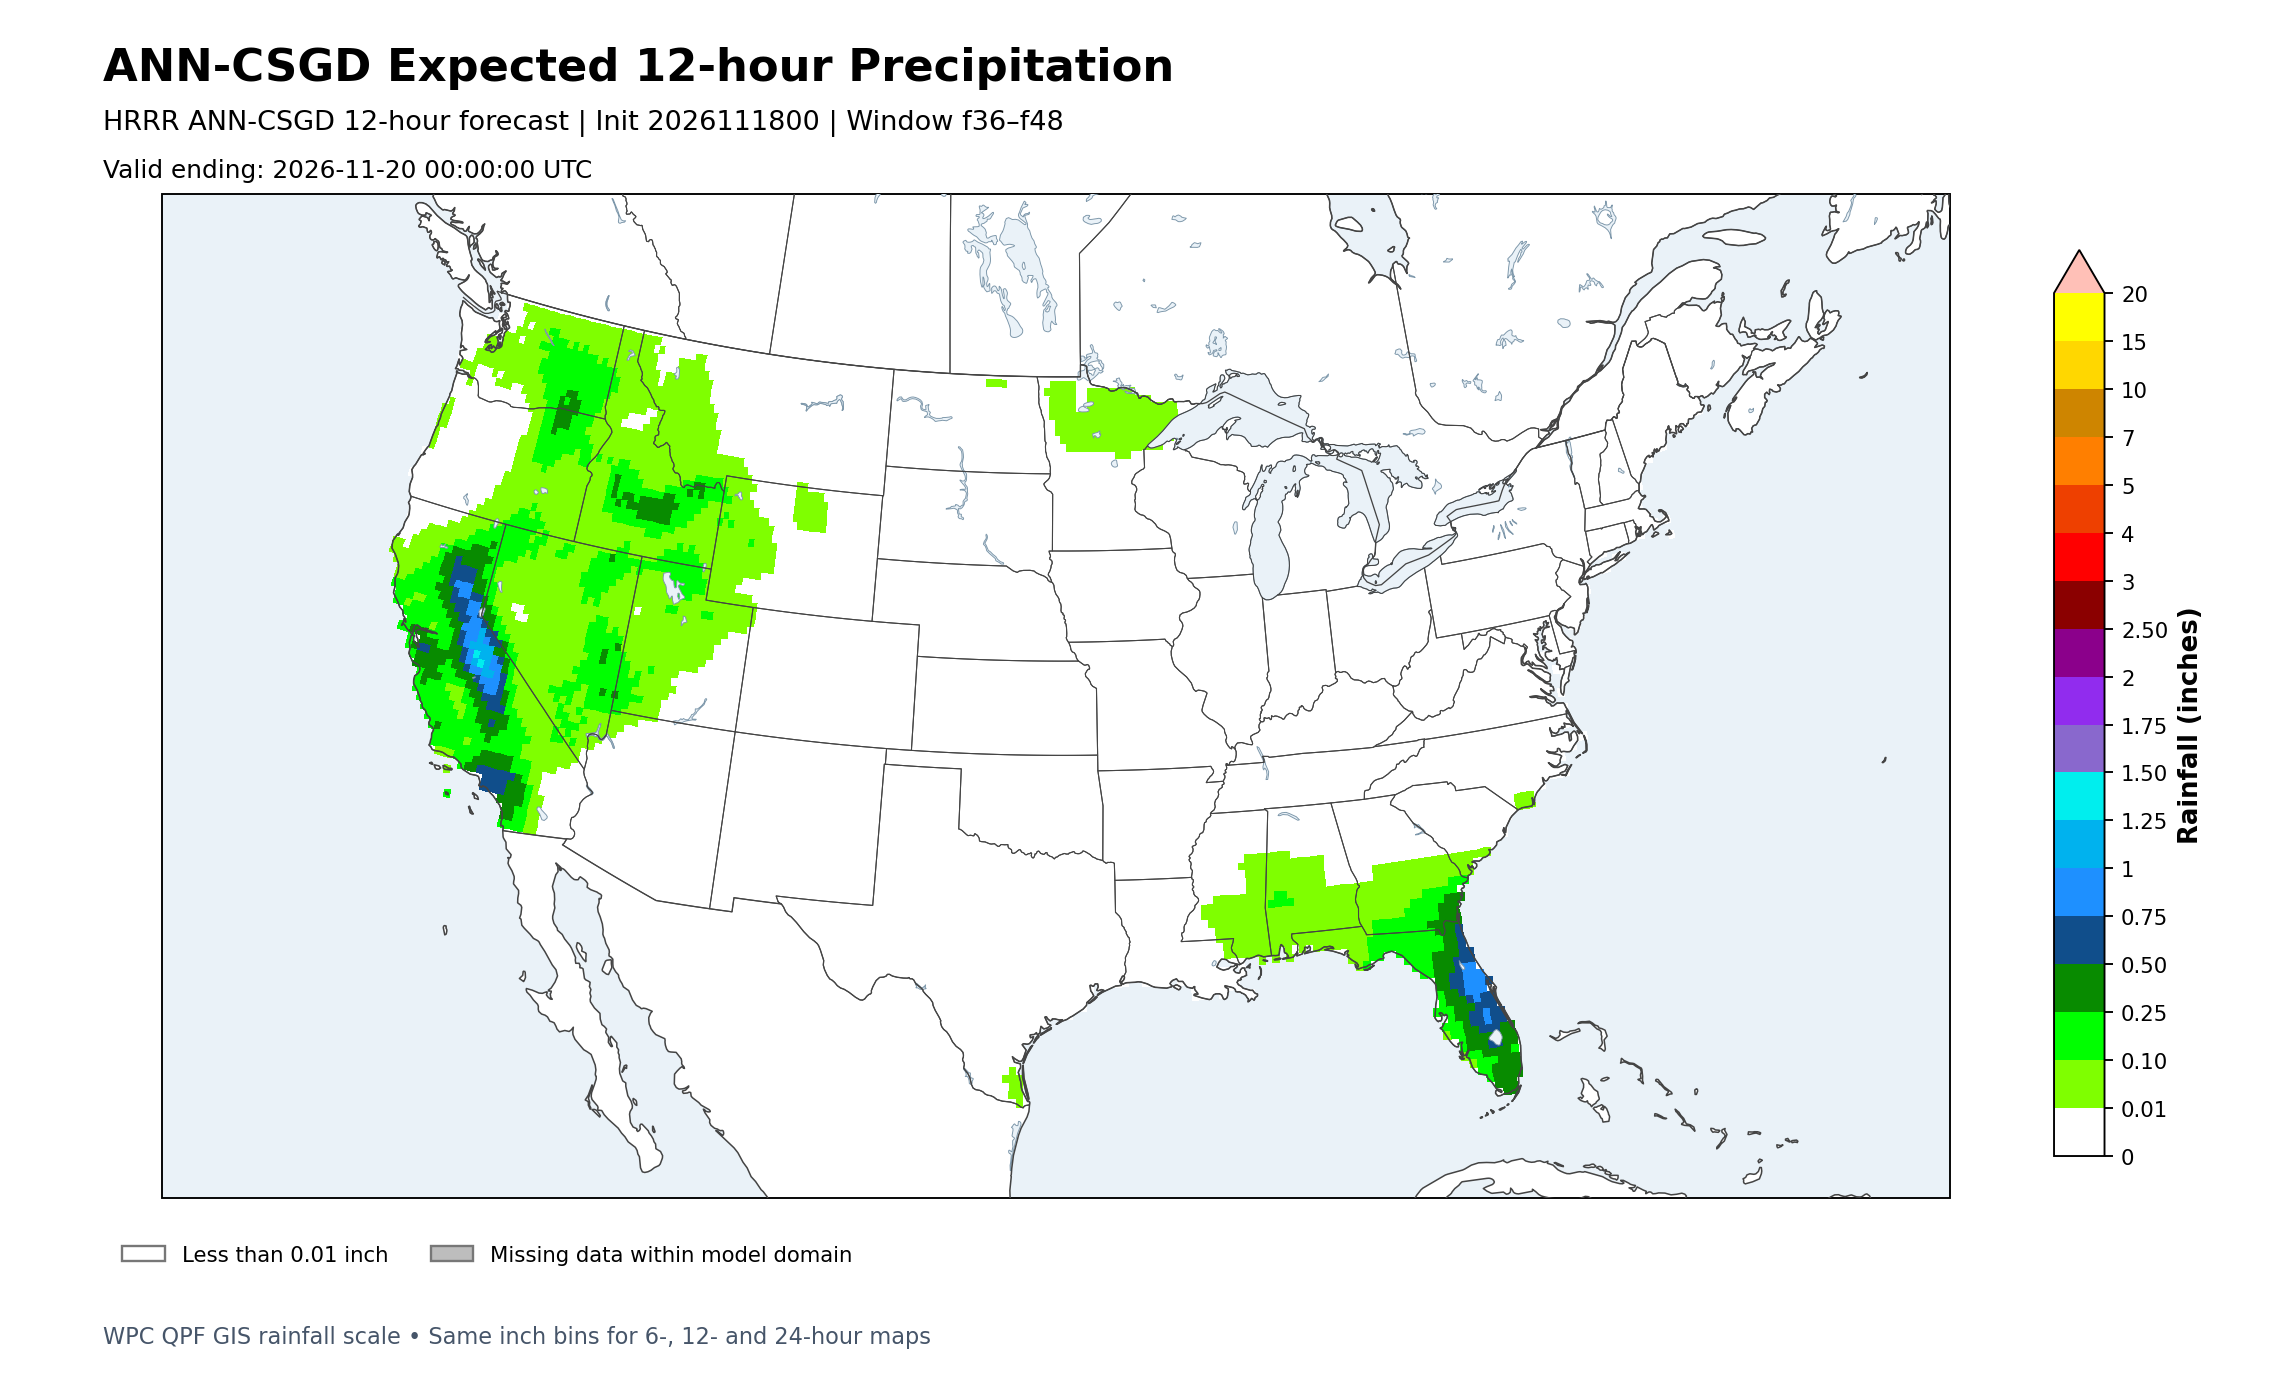 ANN-CSGD Expected 12-hour Precipitation
HRRR ANN-CSGD 12-hour forecast | Init 2026111800 | Window f36–f48
Valid ending: 2026-11-20 00:00:00 UTC
20
15
10
7
5
4
3
2.50
2
1.75
1.50
1.25
1
0.75
0.50
0.25
0.10
0.01
0
Rainfall (inches)
Less than 0.01 inch
Missing data within model domain
WPC QPF GIS rainfall scale • Same inch bins for 6-, 12- and 24-hour maps